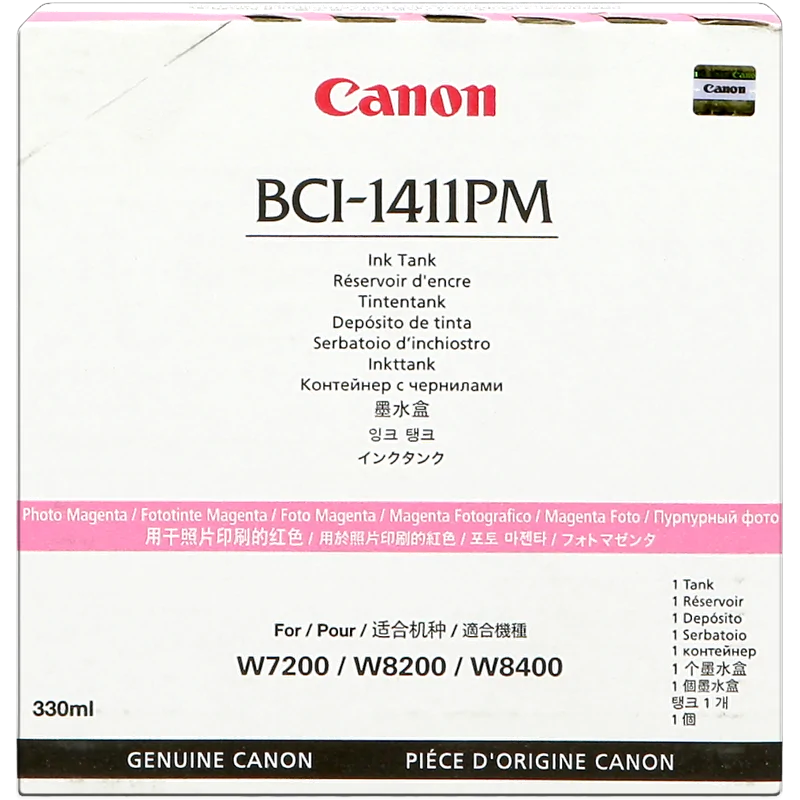 Canon
Canon
Canon
BCI-1411PM
Ink Tank
Réservoir d'encre
Tintentank
Depósito de tinta
Serbatoio d'inchiostro
Inkttank
Контейнер с чернилами
墨水盒
잉크 탱크
インクタンク
Photo Magenta / Fototinte Magenta / Foto Magenta / Magenta Fotografico / Magenta Foto / Пурпурный фото
用于照片印刷的红色 / 用於照片印刷的紅色 / 포토 마젠타 / フォトマゼンタ
For / Pour / 适合机种 / 適合機種
W7200 / W8200 / W8400
1 Tank
1 Réservoir
1 Depósito
1 Serbatoio
1 контейнер
1 个墨水盒
1 個墨水盒
탱크 1 개
1 個
330ml
GENUINE CANON PIÉCE D'ORIGINE CANON